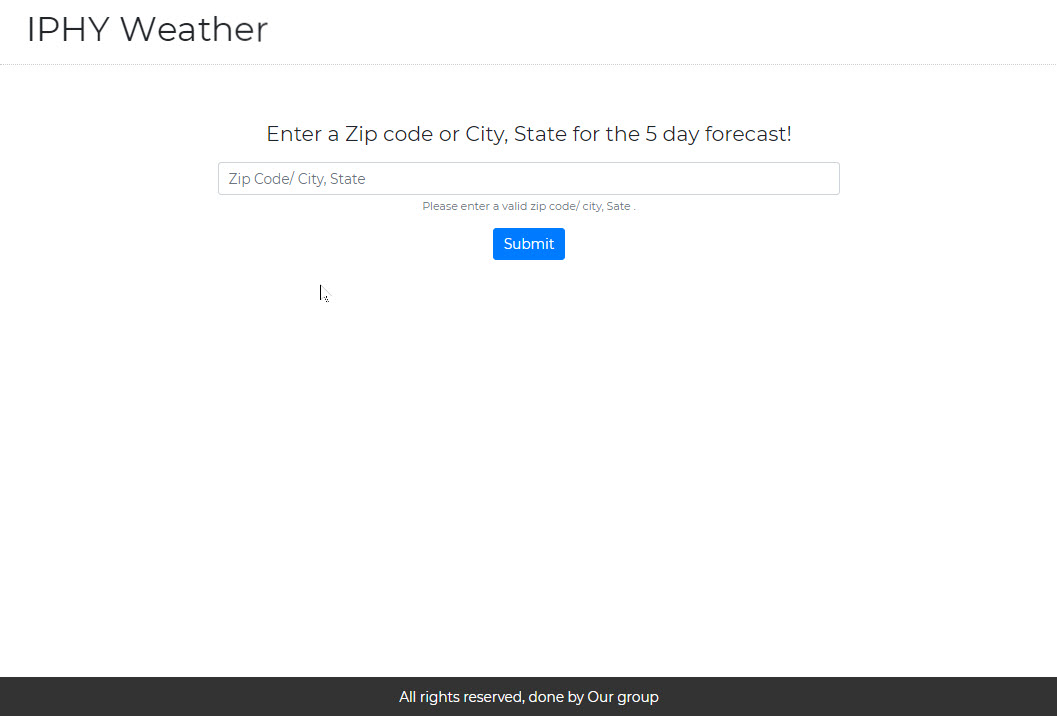 IPHY Weather
Enter a Zip code or City, State for the 5 day forecast!
Zip Code/ City, State
Please enter a valid zip code/ city, Sate .
Submit
All rights reserved, done by Our group